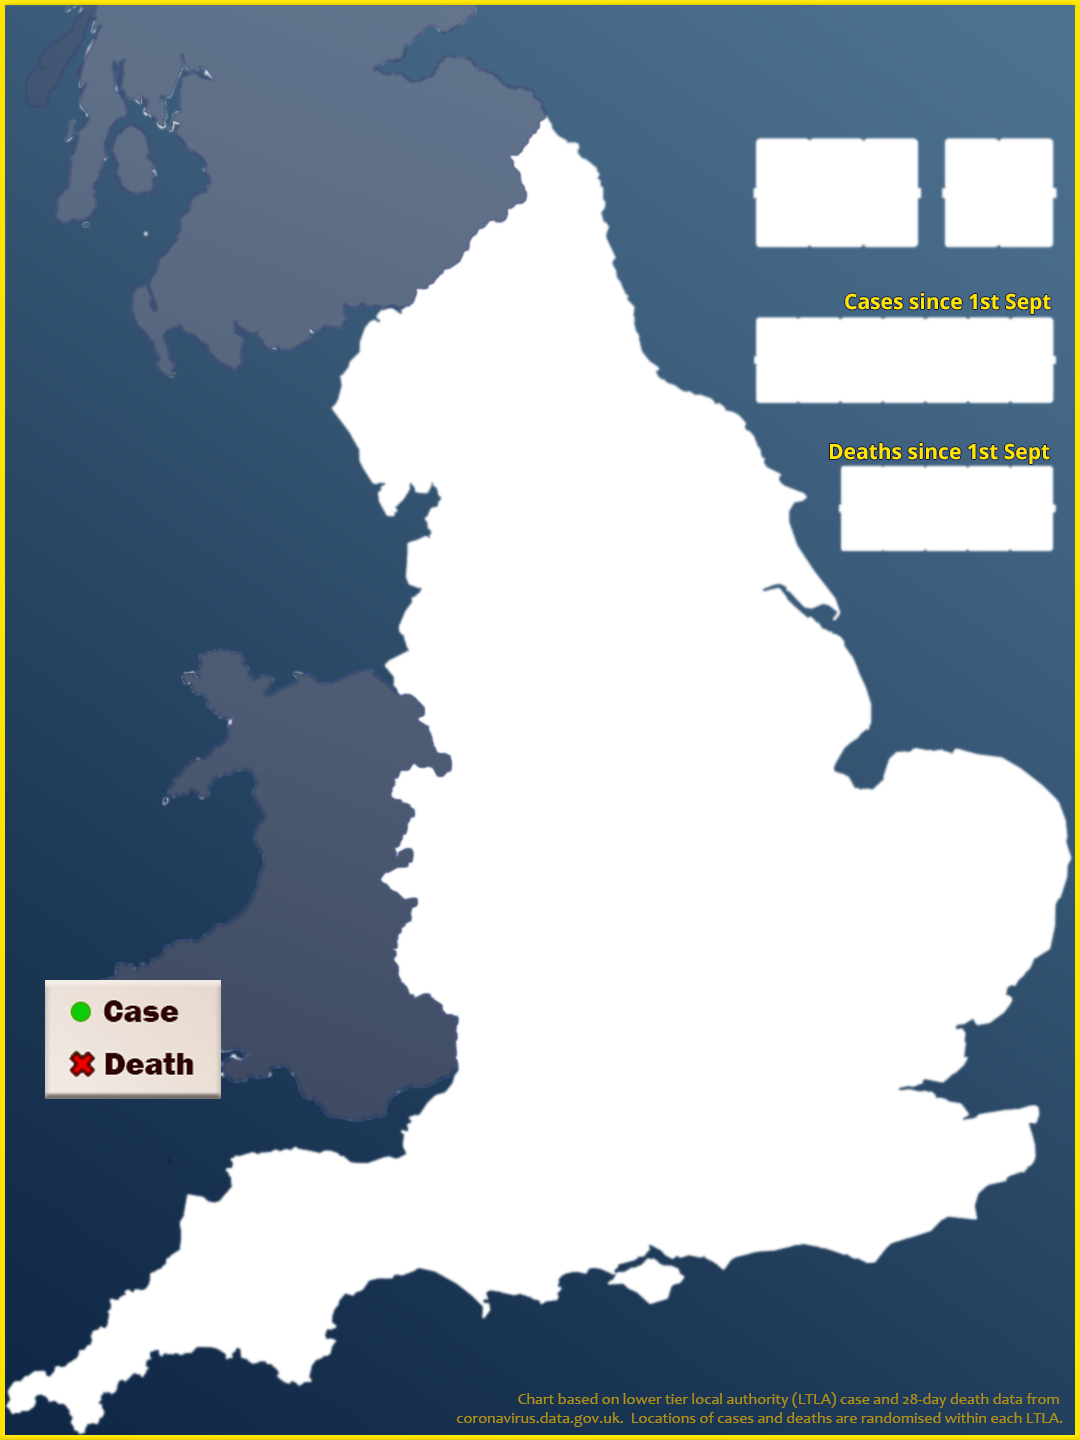 Cases since 1st Sept
Deaths since 1st Sept
Case
Death
Chart based on lower tier local authority (LTLA) case and 28-day death data from
coronavirus.data.gov.uk.  Locations of cases and deaths are randomised within each LTLA.